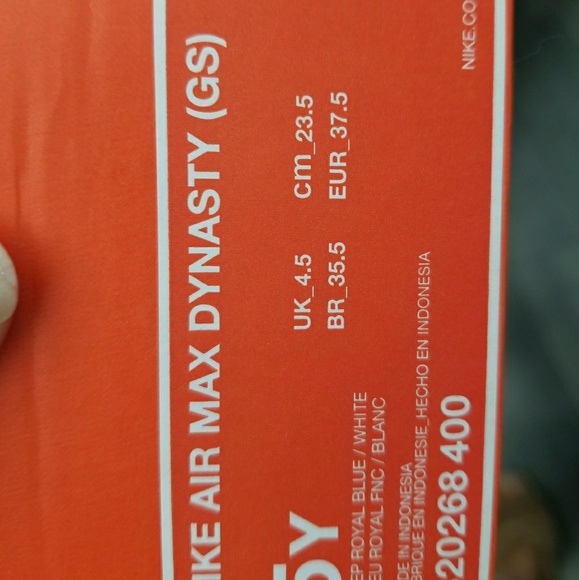 IKE AIR MAX DYNASTY (GS)
5Y
UK_4.5 cm_23.5
BR_35.5 EUR_37.5
EP ROYAL BLUE / WHITE
EU ROYAL FNC / BLANC
DE IN INDONESIA
BRIQUE EN INDONESIE_HECHO EN INDONESIA
20268 400
NIKE.CO